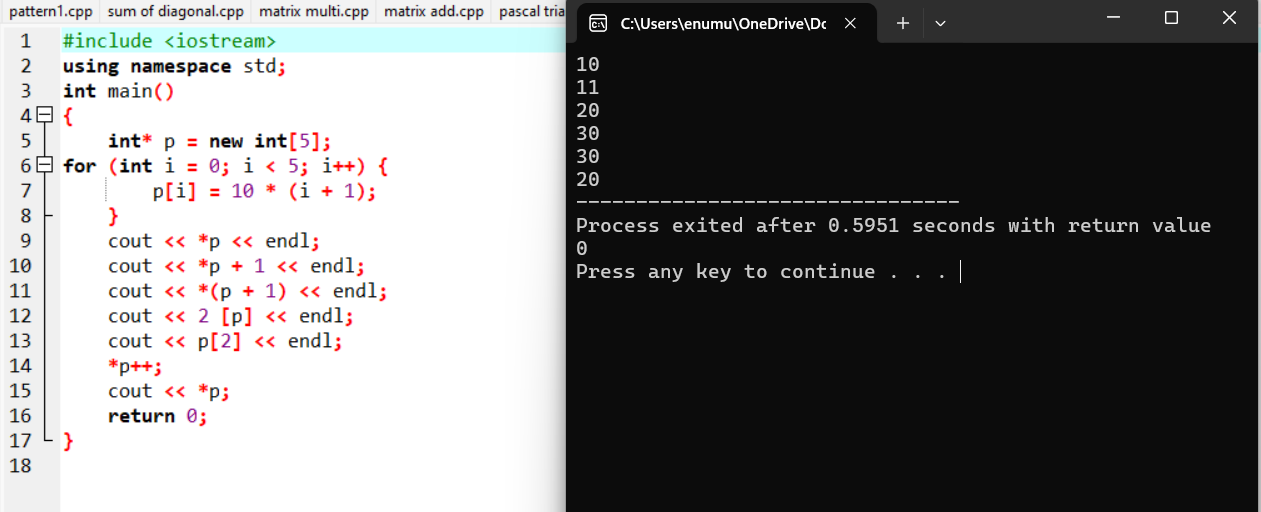 pattern1.cpp sum of diagonal.cpp matrix multi.cpp matrix add.cpp pascal tria
1 #include <iostream>
2 using namespace std;
3 int main()
4 {
5 int* p = new int[5];
6 for (int i = 0; i < 5; i++) {
7 p[i] = 10 * (i + 1);
8 }
9 cout << *p << endl;
10 cout << *p + 1 << endl;
11 cout << *(p + 1) << endl;
12 cout << 2 [p] << endl;
13 cout << p[2] << endl;
14 *p++;
15 cout << *p;
16 return 0;
17 }
18
C:\Users\enumu\OneDrive\Dc
10
11
20
30
30
20
--------------------------------
Process exited after 0.5951 seconds with return value
0
Press any key to continue . . .